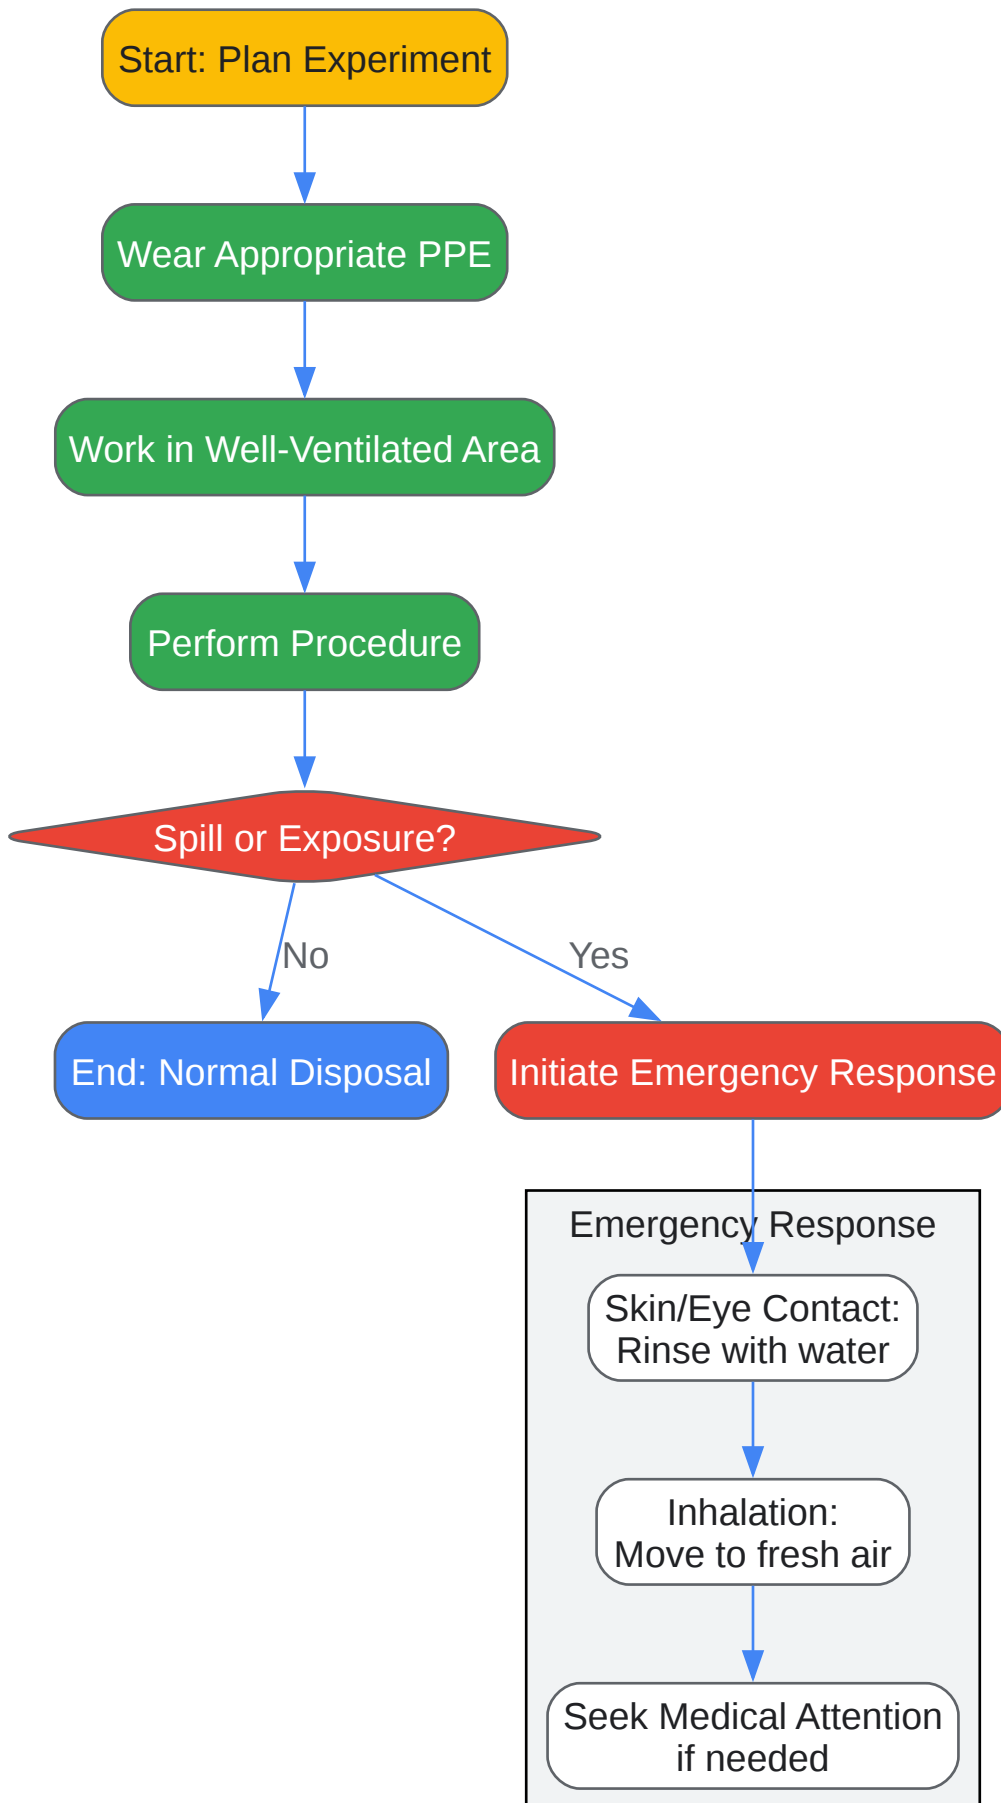 Start: Plan Experiment
Wear Appropriate PPE
Work in Well-Ventilated Area
Perform Procedure
Spill or Exposure?
No
Yes
End: Normal Disposal
Initiate Emergency Response
Emergency Response
Skin/Eye Contact:
Rinse with water
Inhalation:
Move to fresh air
Seek Medical Attention
if needed